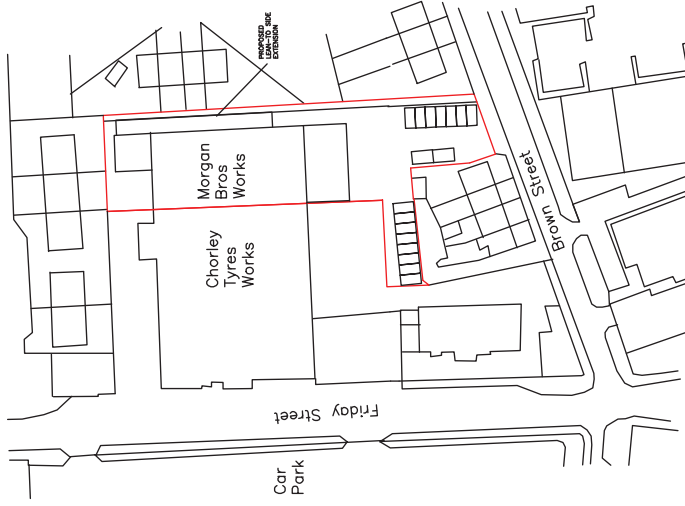 PROPOSED
LEAN-TO SIDE
EXTENSION
Morgan
Bros
Works
Chorley
Tyres
Works
Brown Street
Friday Street
Car
Park